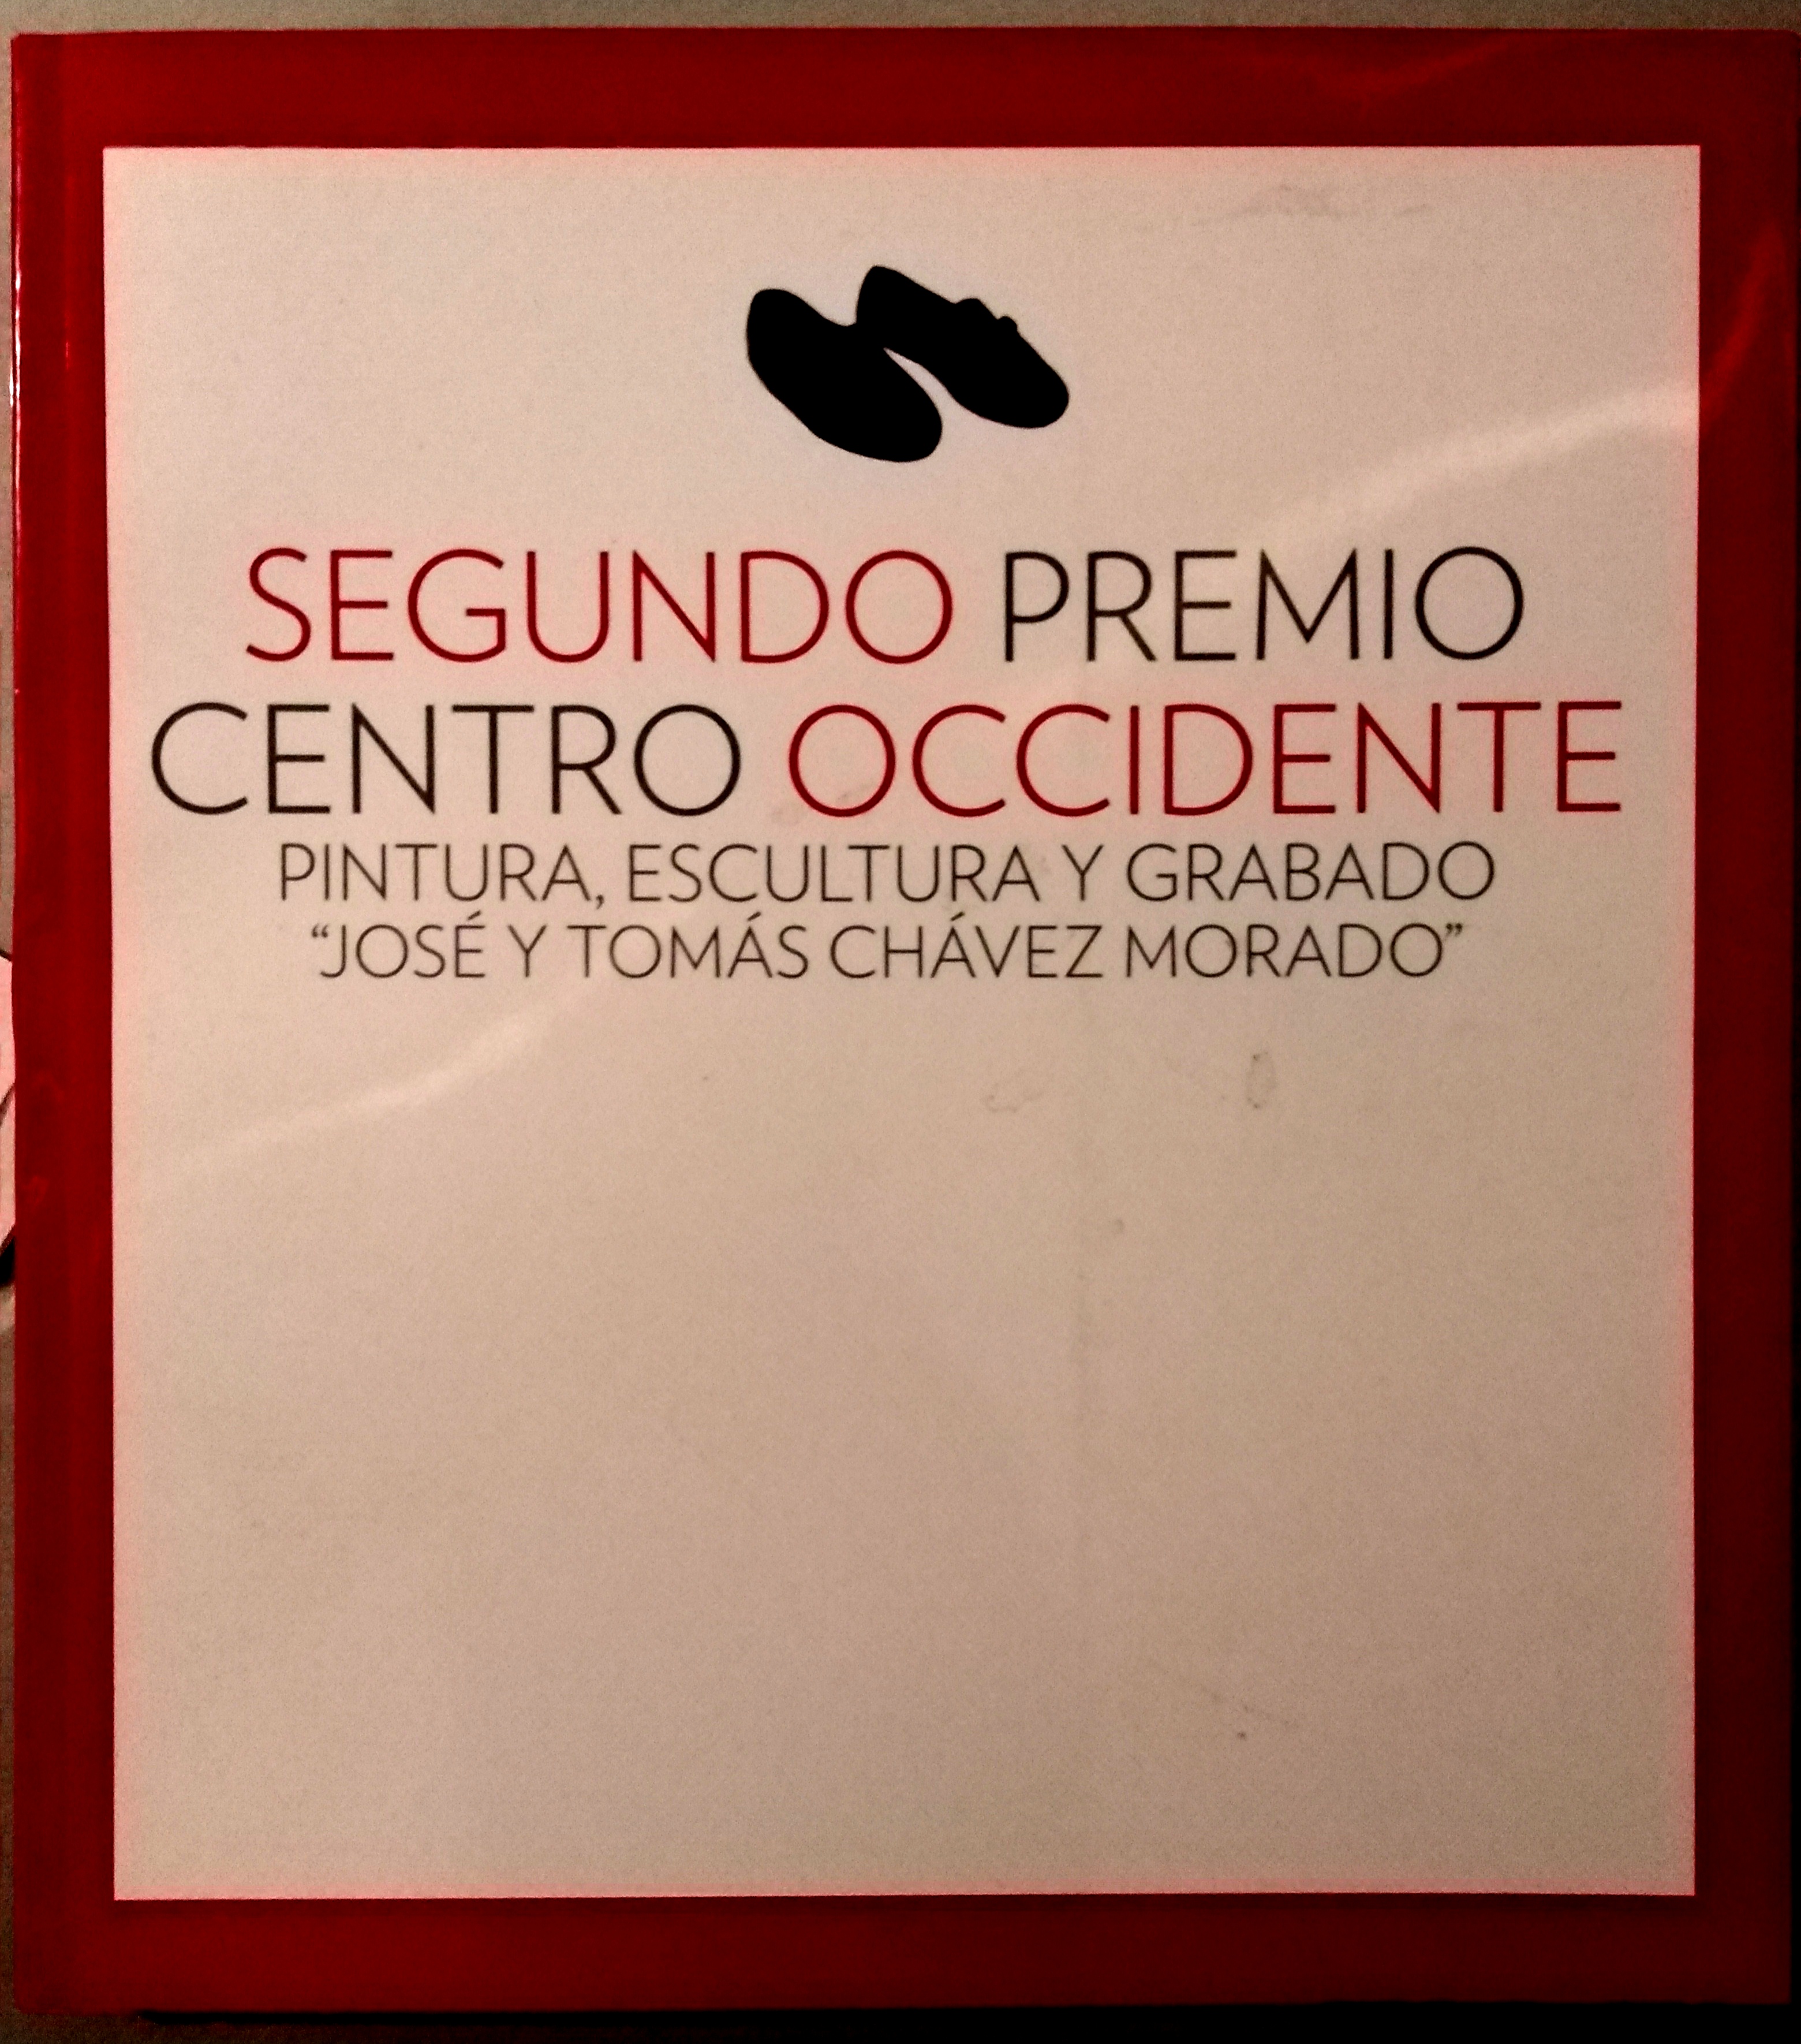 SEGUNDO PREMIO
CENTRO OCCIDENTE
PINTURA, ESCULTURA Y GRABADO
“JOSÉ Y TOMÁS CHÁVEZ MORADO”